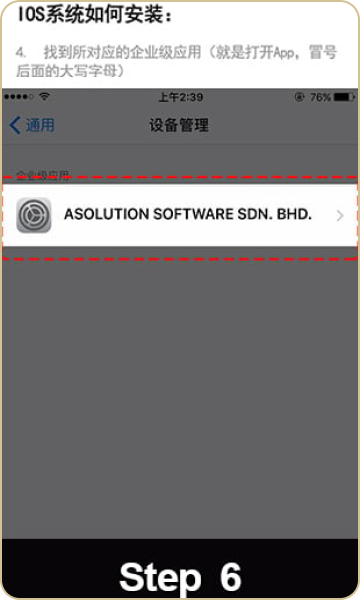 IOS系统如何安装：
4. 找到所对应的企业级应用（就是打开App，冒号
后面的大写字母）
上午2:39 76%
通用 设备管理
企业级应用
ASOLUTION SOFTWARE SDN. BHD.
Step 6